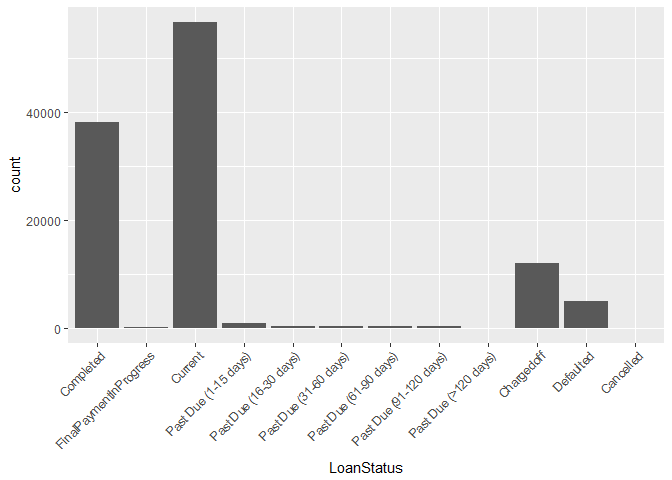 count
40000
20000
0
Completed
FinalPaymentInProgress
Current
Past Due (1-15 days)
Past Due (16-30 days)
Past Due (31-60 days)
Past Due (61-90 days)
Past Due (91-120 days)
Past Due (>120 days)
Chargedoff
Defaulted
Cancelled
LoanStatus